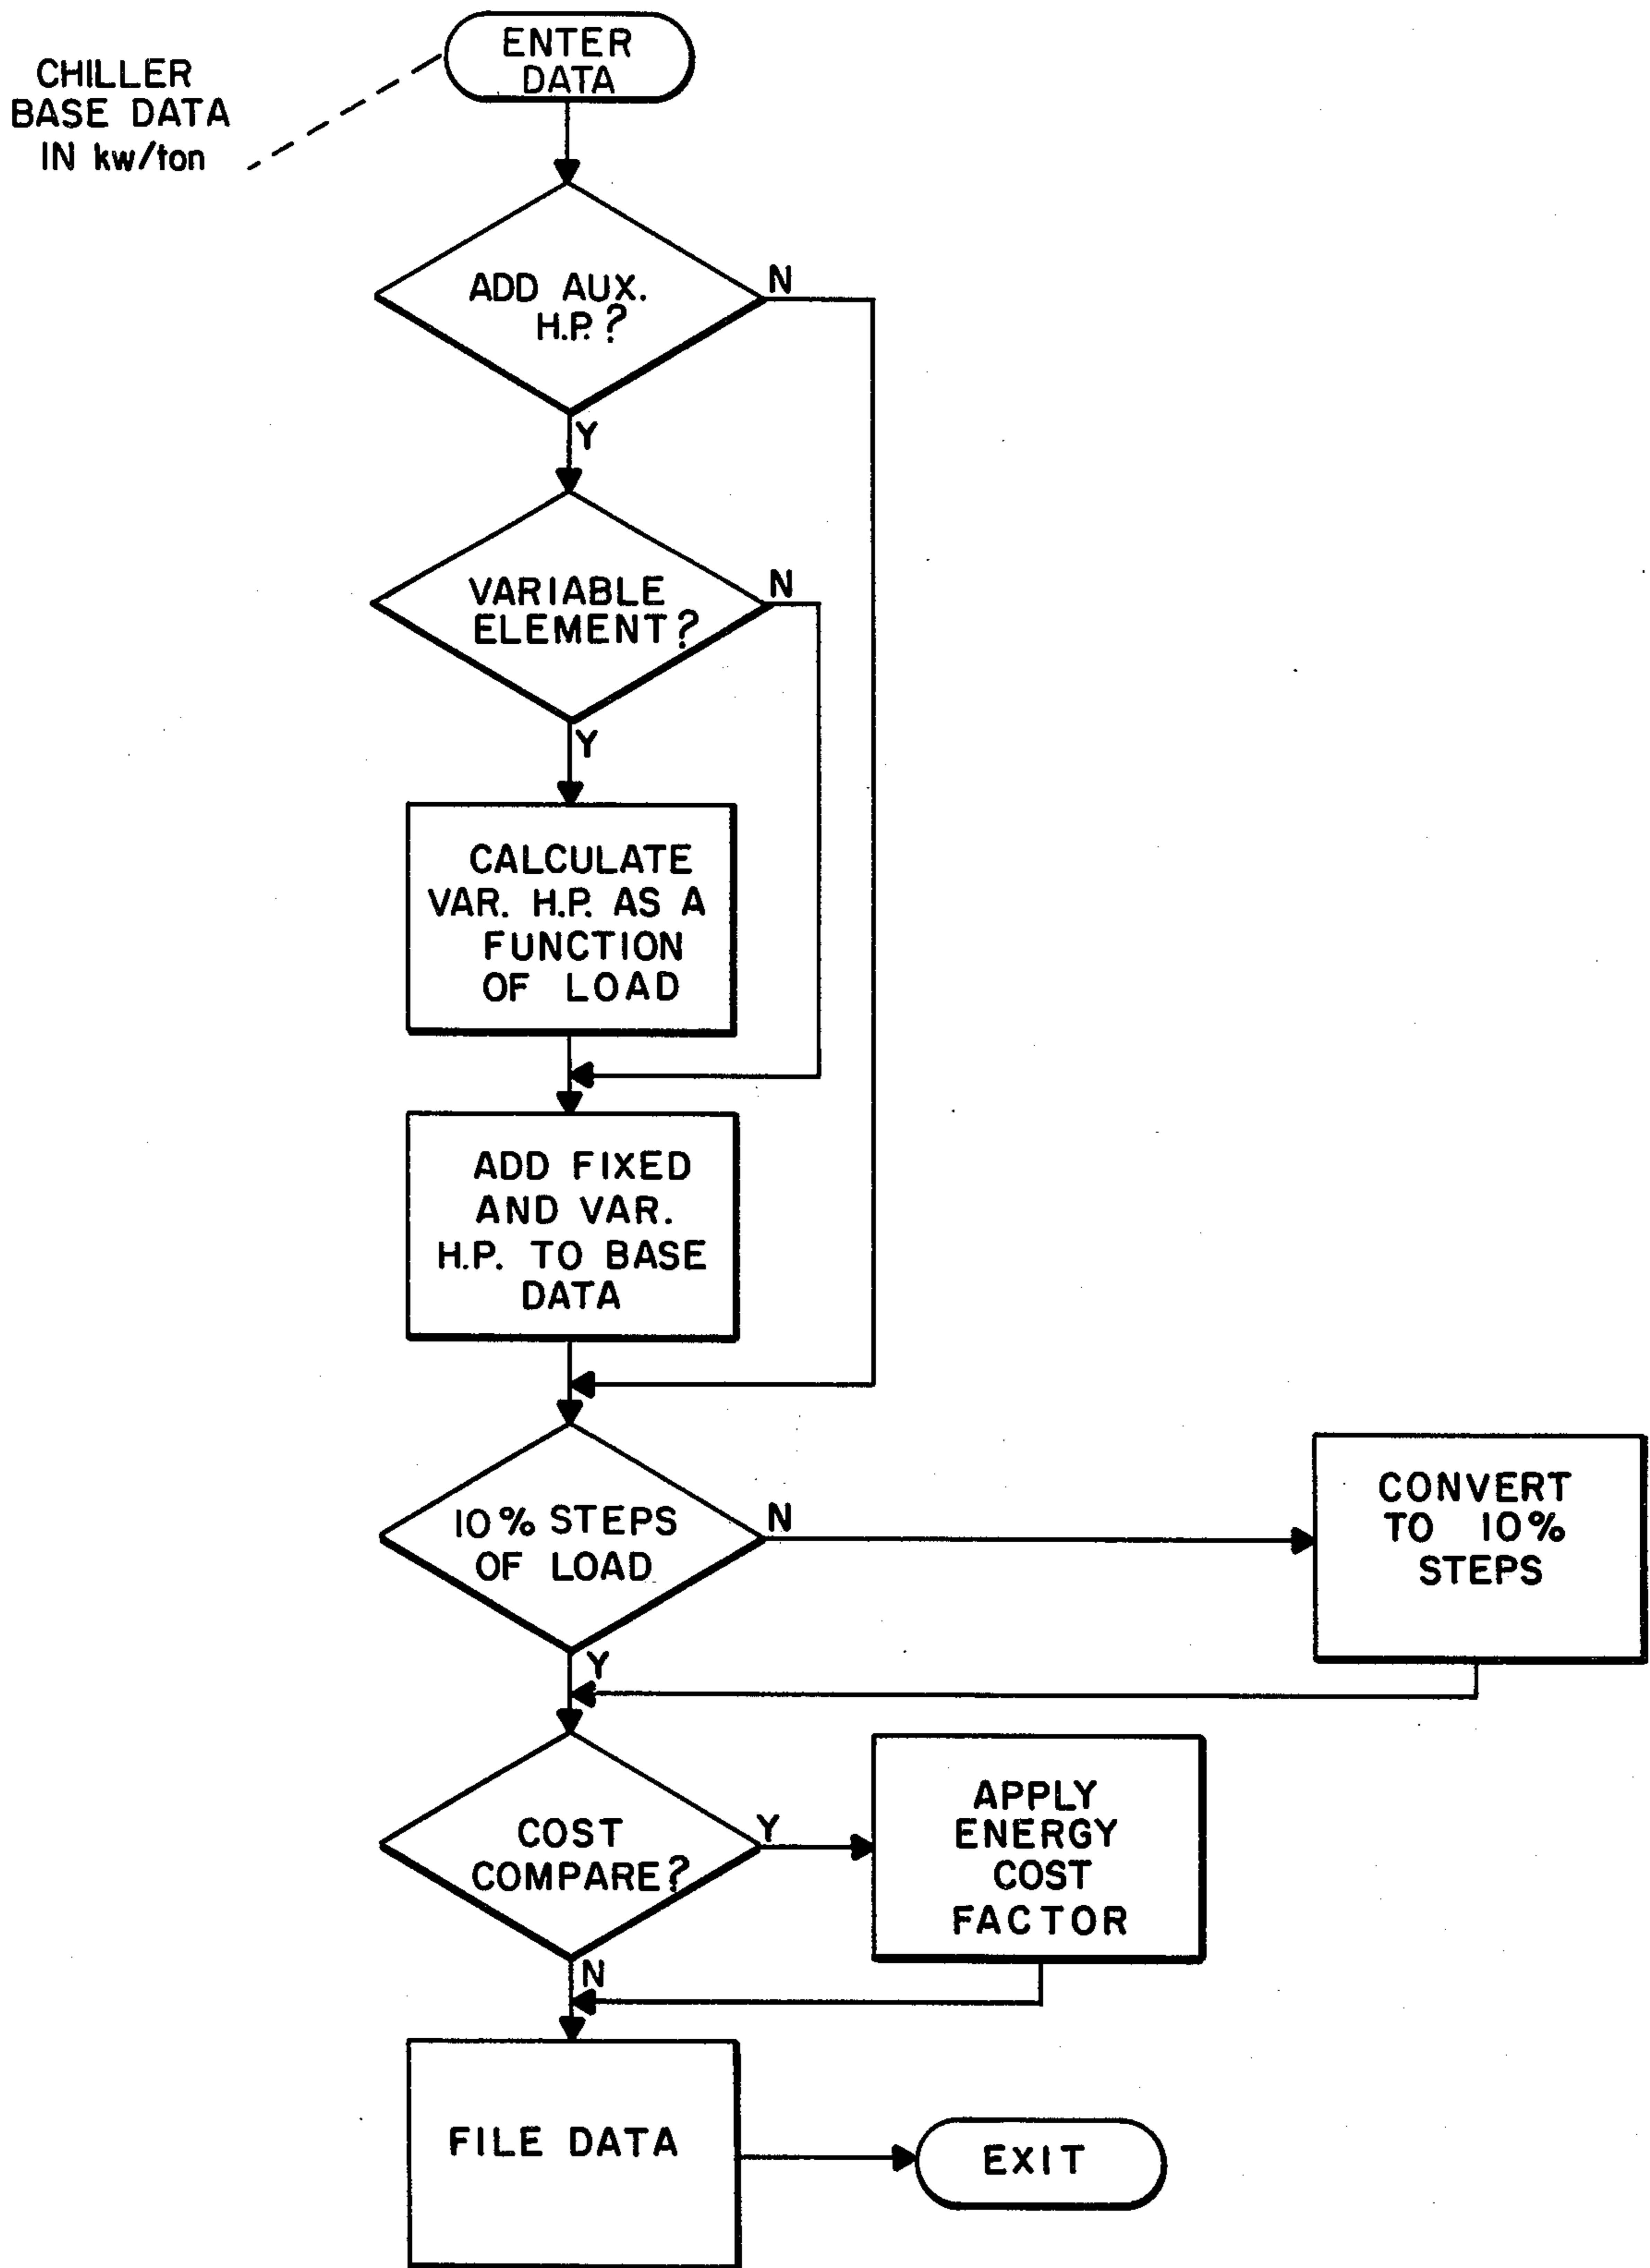 ENTER
DATA
CHILLER
BASE DATA
IN kw/ton
ADD AUX.
H.P.?
N
Y
VARIABLE
ELEMENT?
N
Y
CALCULATE
VAR. H.P. AS A
FUNCTION
OF LOAD
ADD FIXED
AND VAR.
H.P. TO BASE
DATA
10% STEPS
OF LOAD
N
CONVERT
TO 10%
STEPS
Y
COST
COMPARE?
Y
APPLY
ENERGY
COST
FACTOR
N
FILE DATA
EXIT